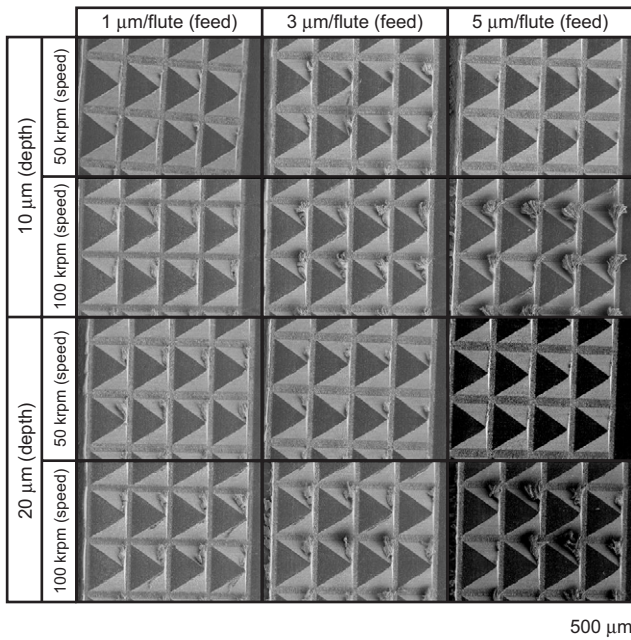 1 μm/flute (feed)
3 μm/flute (feed)
5 μm/flute (feed)
10 μm (depth)
50 krpm (speed)
100 krpm (speed)
20 μm (depth)
50 krpm (speed)
100 krpm (speed)
500 μm